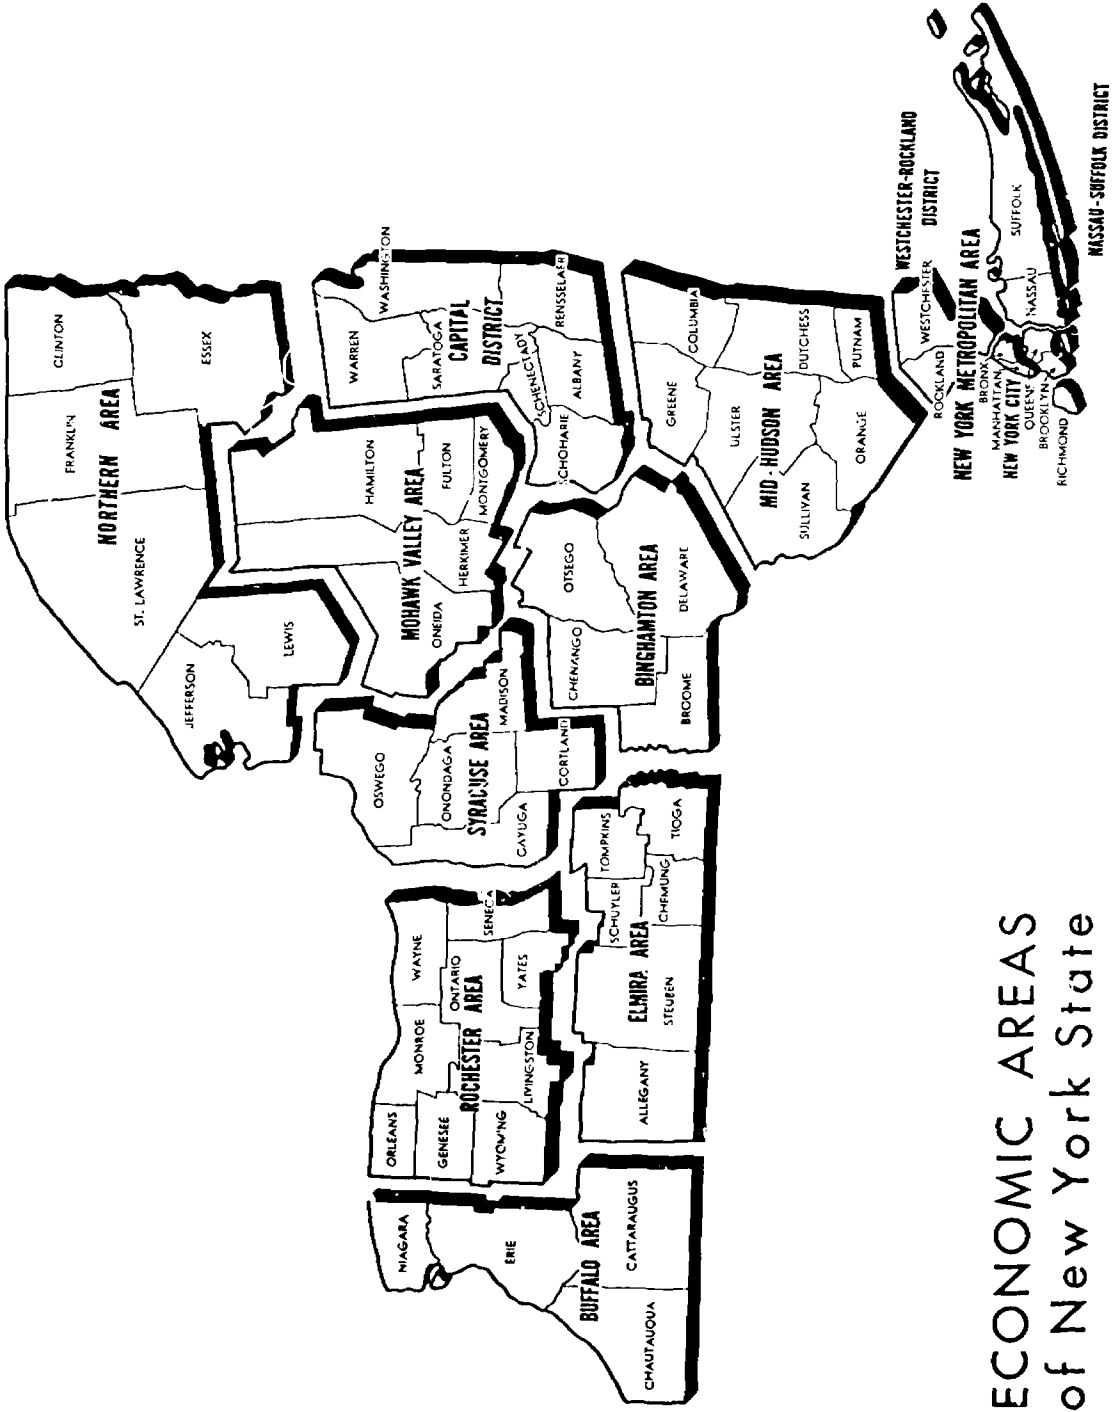 CLINTON
FRANKLIN
ESSEX
NORTHERN AREA
ST. LAWRENCE
JEFFERSON
LEWIS
WARREN
WASHINGTON
SARATOGA
CAPITAL
DISTRICT
SCHENECTADY
RENSSELAER
ALBANY
SCHOHARIE
HAMILTON
FULTON
MONTGOMERY
MOHAWK VALLEY AREA
HERKIMER
ONEIDA
OSWEGO
ONONDAGA
MADISON
SYRACUSE AREA
CAYUGA
CORTLAND
OTSEGO
CHENANGO
BINGHAMTON AREA
DELAWARE
BROOME
COLUMBIA
GREENE
ULSTER
DUTCHESS
MID-HUDSON AREA
SULLIVAN
ORANGE
PUTNAM
WESTCHESTER-ROCKLAND
DISTRICT
WESTCHESTER
ROCKLAND
NEW YORK METROPOLITAN AREA
BRONX
MANHATTAN
NEW YORK CITY
QUEENS
BROOKLYN
RICHMOND
NASSAU
SUFFOLK
NASSAU-SUFFOLK DISTRICT
WAYNE
SENECA
MONROE
ONTARIO
YATES
ROCHESTER AREA
ORLEANS
GENESEE
WYOMING
LIVINGSTON
TOMPKINS
TIOGA
SCHUYLER
CHEMUNG
ELMIRA AREA
STEUBEN
ALLEGANY
NIAGARA
ERIE
BUFFALO AREA
CATTARAUGUS
CHAUTAUQUA
ECONOMIC AREAS
of New York State